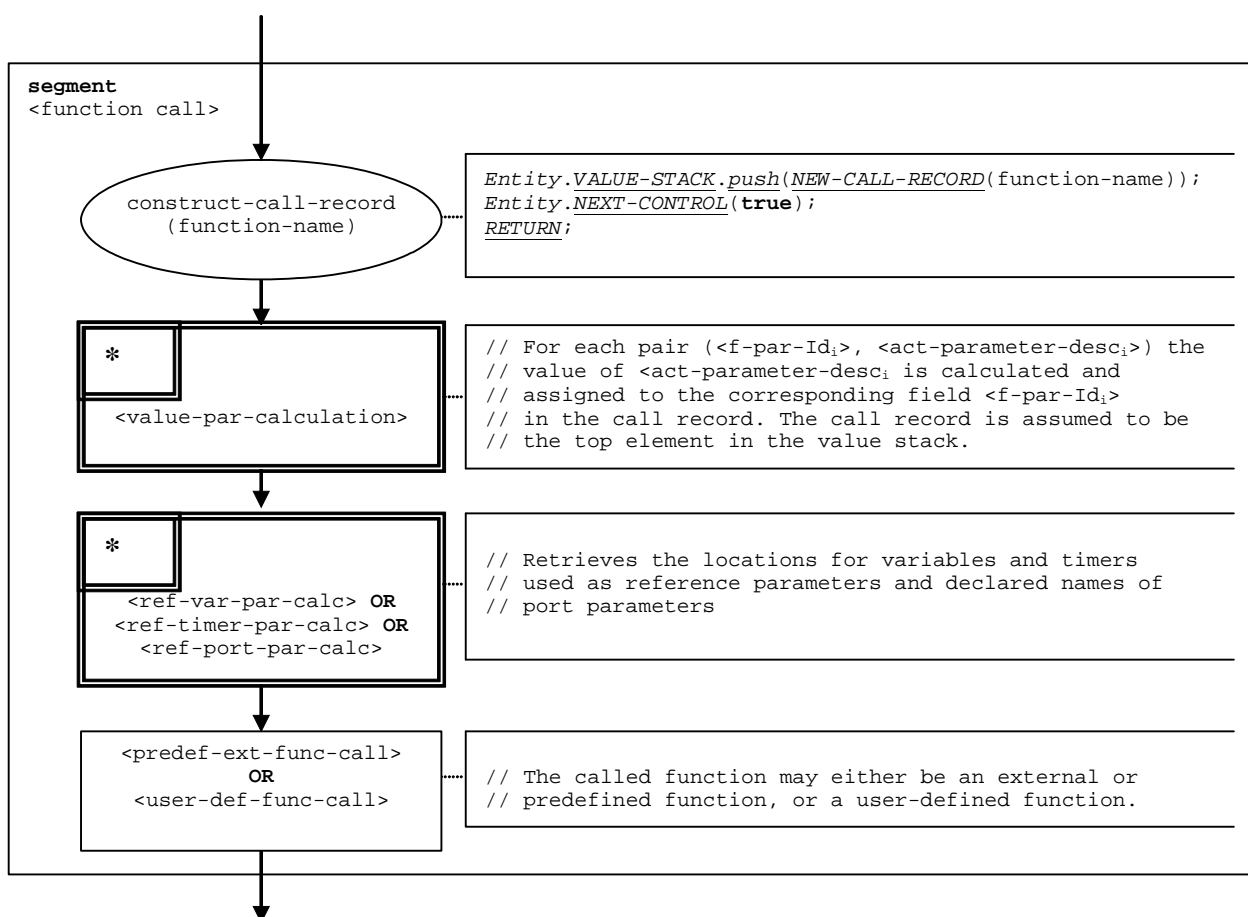 segment
<function call>
construct-call-record
(function-name)
Entity.VALUE-STACK.push(NEW-CALL-RECORD(function-name));
Entity.NEXT-CONTROL(true);
RETURN;
*
<value-par-calculation>
// For each pair (<f-par-Idi>, <act-parameter-desci>) the
// value of <act-parameter-desci is calculated and
// assigned to the corresponding field <f-par-Idi>
// in the call record. The call record is assumed to be
// the top element in the value stack.
*
<ref-var-par-calc> OR
<ref-timer-par-calc> OR
<ref-port-par-calc>
// Retrieves the locations for variables and timers
// used as reference parameters and declared names of
// port parameters
<predef-ext-func-call>
OR
<user-def-func-call>
// The called function may either be an external or
// predefined function, or a user-defined function.